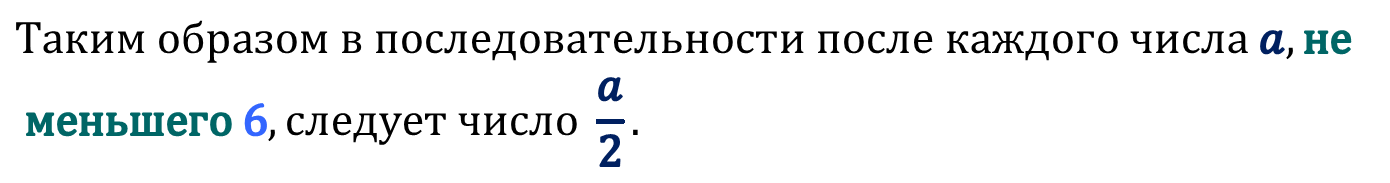 Таким образом в последовательности после каждого числа a, не
меньшего 6, следует число a/2.